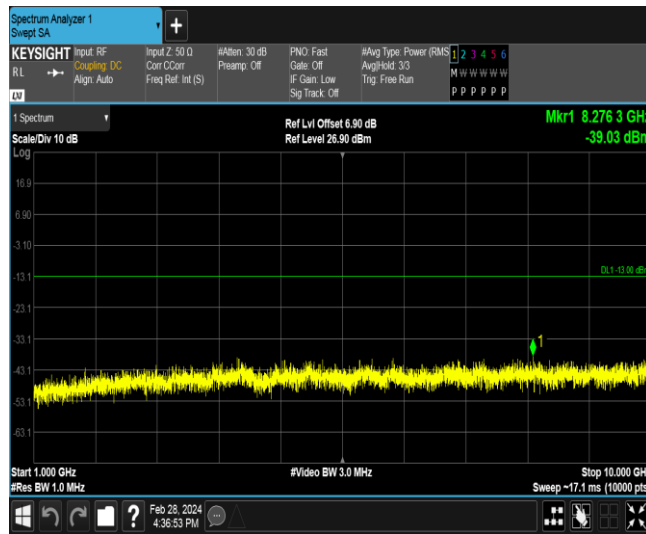 Spectrum Analyzer 1
Swept SA
+
KEYSIGHT
RL
LXI
Input: RF
Coupling: DC
Align: Auto
Input Z: 50 Ω
Corr CCorr
Freq Ref: Int (S)
#Atten: 30 dB
Preamp: Off
PNO: Fast
Gate: Off
IF Gain: Low
Sig Track: Off
#Avg Type: Power (RMS
Avg|Hold: 3/3
Trig: Free Run
1 2 3 4 5 6
M W W W W W
P P P P P P
1 Spectrum
Scale/Div 10 dB
Log
Ref Lvl Offset 6.90 dB
Ref Level 26.90 dBm
Mkr1 8.276 3 GHz
-39.03 dBm
16.9
6.90
-3.10
-13.1
DL1 -13.00 dBm
-23.1
-33.1
1
-43.1
-53.1
-63.1
Start 1.000 GHz
#Res BW 1.0 MHz
#Video BW 3.0 MHz
Stop 10.000 GH
Sweep ~17.1 ms (10000 pts
?
Feb 28, 2024
4:36:53 PM